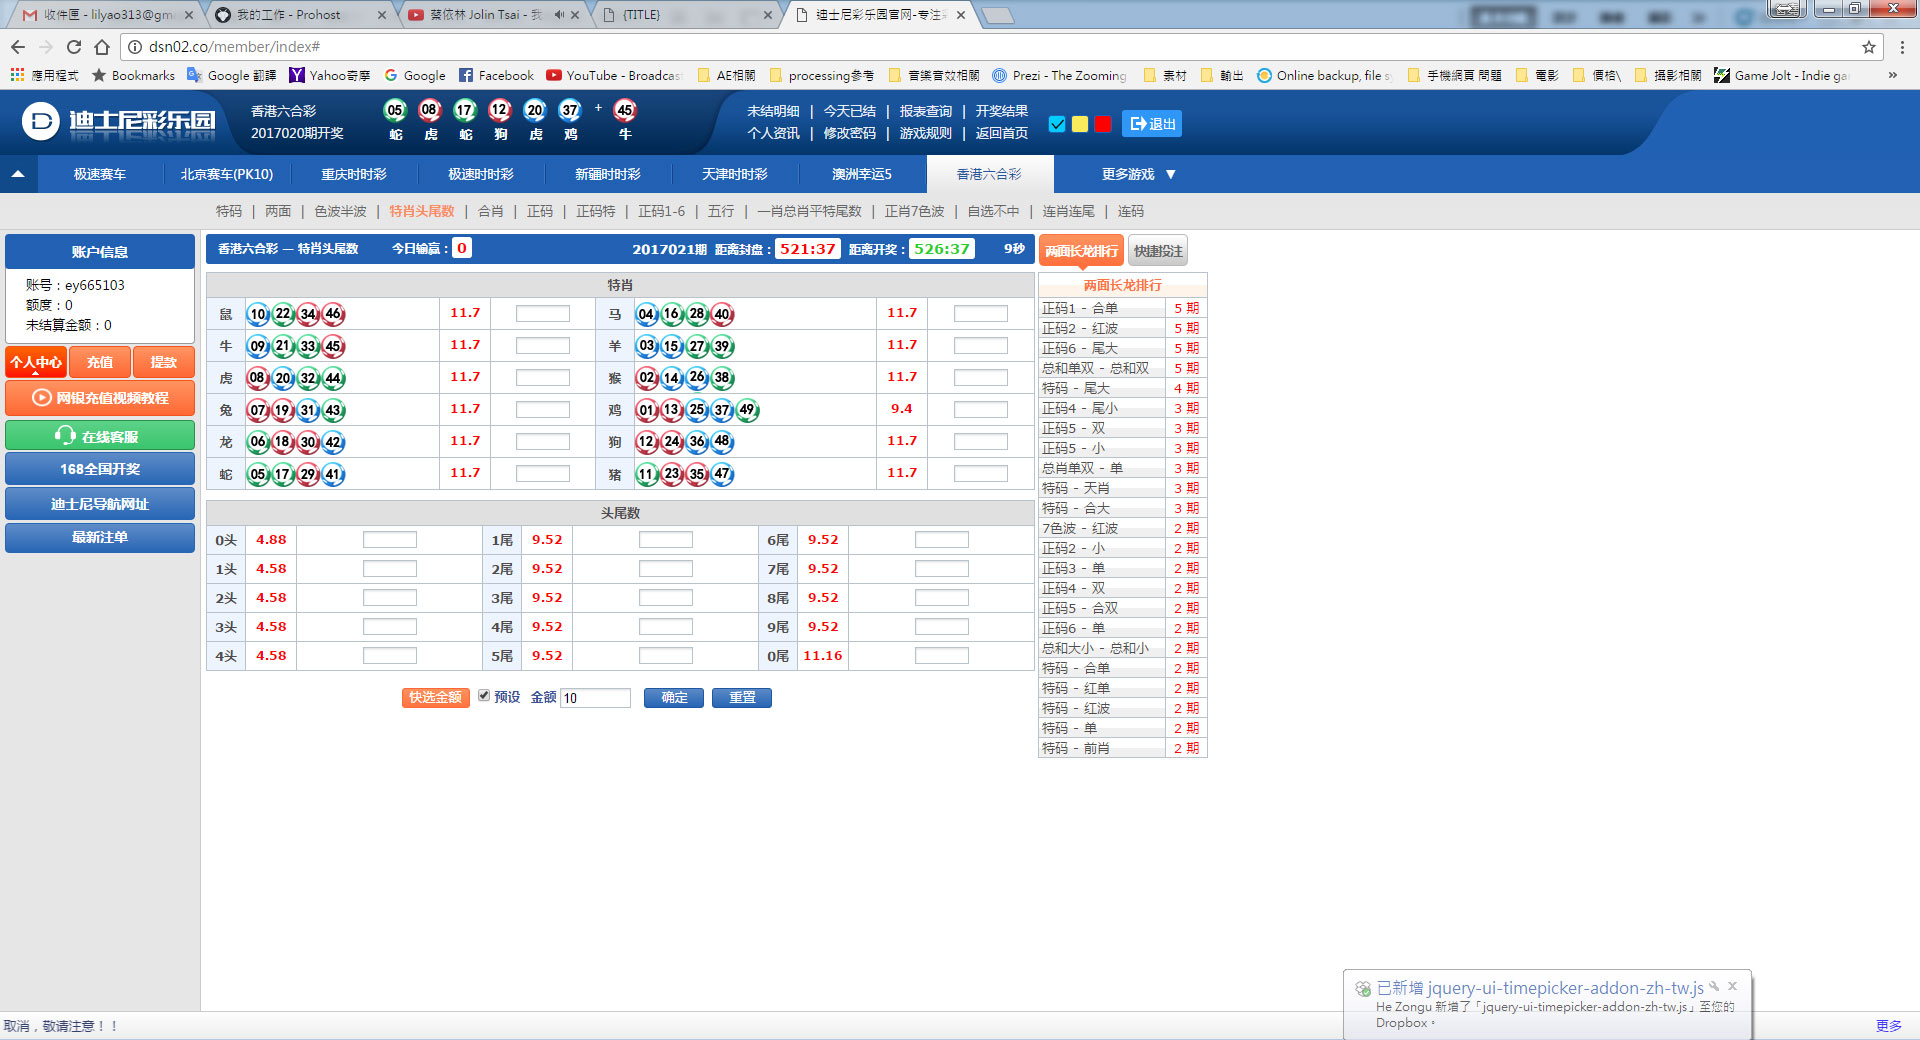 收件匣 - lilyao313@gm
我的工作 - Prohost
蔡依林 Jolin Tsai - 我
{TITLE}
迪士尼彩乐园官网-专注彩
dsn02.co/member/index#
應用程式 Bookmarks Google 翻譯 Yahoo奇摩 Google Facebook YouTube - Broadcast AE相關 processing參考 音樂音效相關 Prezi - The Zooming 素材 輸出 Online backup, file sy 手機網頁 問題 電影 價格\ 攝影相關 Game Jolt - Indie ga »
D 迪士尼彩乐园
香港六合彩
2017020期开奖
05 08 17 12 20 37 + 45
蛇 虎 蛇 狗 虎 鸡 牛
未结明细 | 今天已结 | 报表查询 | 开奖结果
个人资讯 | 修改密码 | 游戏规则 | 返回首页
退出
极速赛车 北京赛车(PK10) 重庆时时彩 极速时时彩 新疆时时彩 天津时时彩 澳洲幸运5 香港六合彩 更多游戏 ▼
特码 | 两面 | 色波半波 | 特肖头尾数 | 合肖 | 正码 | 正码特 | 正码1-6 | 五行 | 一肖总肖平特尾数 | 正肖7色波 | 自选不中 | 连肖连尾 | 连码
账户信息
账号：ey665103
额度：0
未结算金额：0
个人中心 充值 提款
网银充值视频教程
在线客服
168全国开奖
迪士尼导航网址
最新注单
香港六合彩 — 特肖头尾数 今日输赢：0 2017021期 距离封盘：521:37 距离开奖：526:37 9秒
特肖
鼠 10 22 34 46 11.7 马 04 16 28 40 11.7
牛 09 21 33 45 11.7 羊 03 15 27 39 11.7
虎 08 20 32 44 11.7 猴 02 14 26 38 11.7
兔 07 19 31 43 11.7 鸡 01 13 25 37 49 9.4
龙 06 18 30 42 11.7 狗 12 24 36 48 11.7
蛇 05 17 29 41 11.7 猪 11 23 35 47 11.7
头尾数
0头 4.88 1尾 9.52 6尾 9.52
1头 4.58 2尾 9.52 7尾 9.52
2头 4.58 3尾 9.52 8尾 9.52
3头 4.58 4尾 9.52 9尾 9.52
4头 4.58 5尾 9.52 0尾 11.16
快选金额 预设 金额 10 确定 重置
两面长龙排行 快捷投注
两面长龙排行
正码1 - 合单 5 期
正码2 - 红波 5 期
正码6 - 尾大 5 期
总和单双 - 总和双 5 期
特码 - 尾大 4 期
正码4 - 尾小 3 期
正码5 - 双 3 期
正码5 - 小 3 期
总肖单双 - 单 3 期
特码 - 天肖 3 期
特码 - 合大 3 期
7色波 - 红波 2 期
正码2 - 小 2 期
正码3 - 单 2 期
正码4 - 双 2 期
正码5 - 合双 2 期
正码6 - 单 2 期
总和大小 - 总和小 2 期
特码 - 合单 2 期
特码 - 红单 2 期
特码 - 红波 2 期
特码 - 单 2 期
特码 - 前肖 2 期
已新增 jquery-ui-timepicker-addon-zh-tw.js
He Zongu 新增了「jquery-ui-timepicker-addon-zh-tw.js」至您的
Dropbox。
取消，敬请注意！！
更多